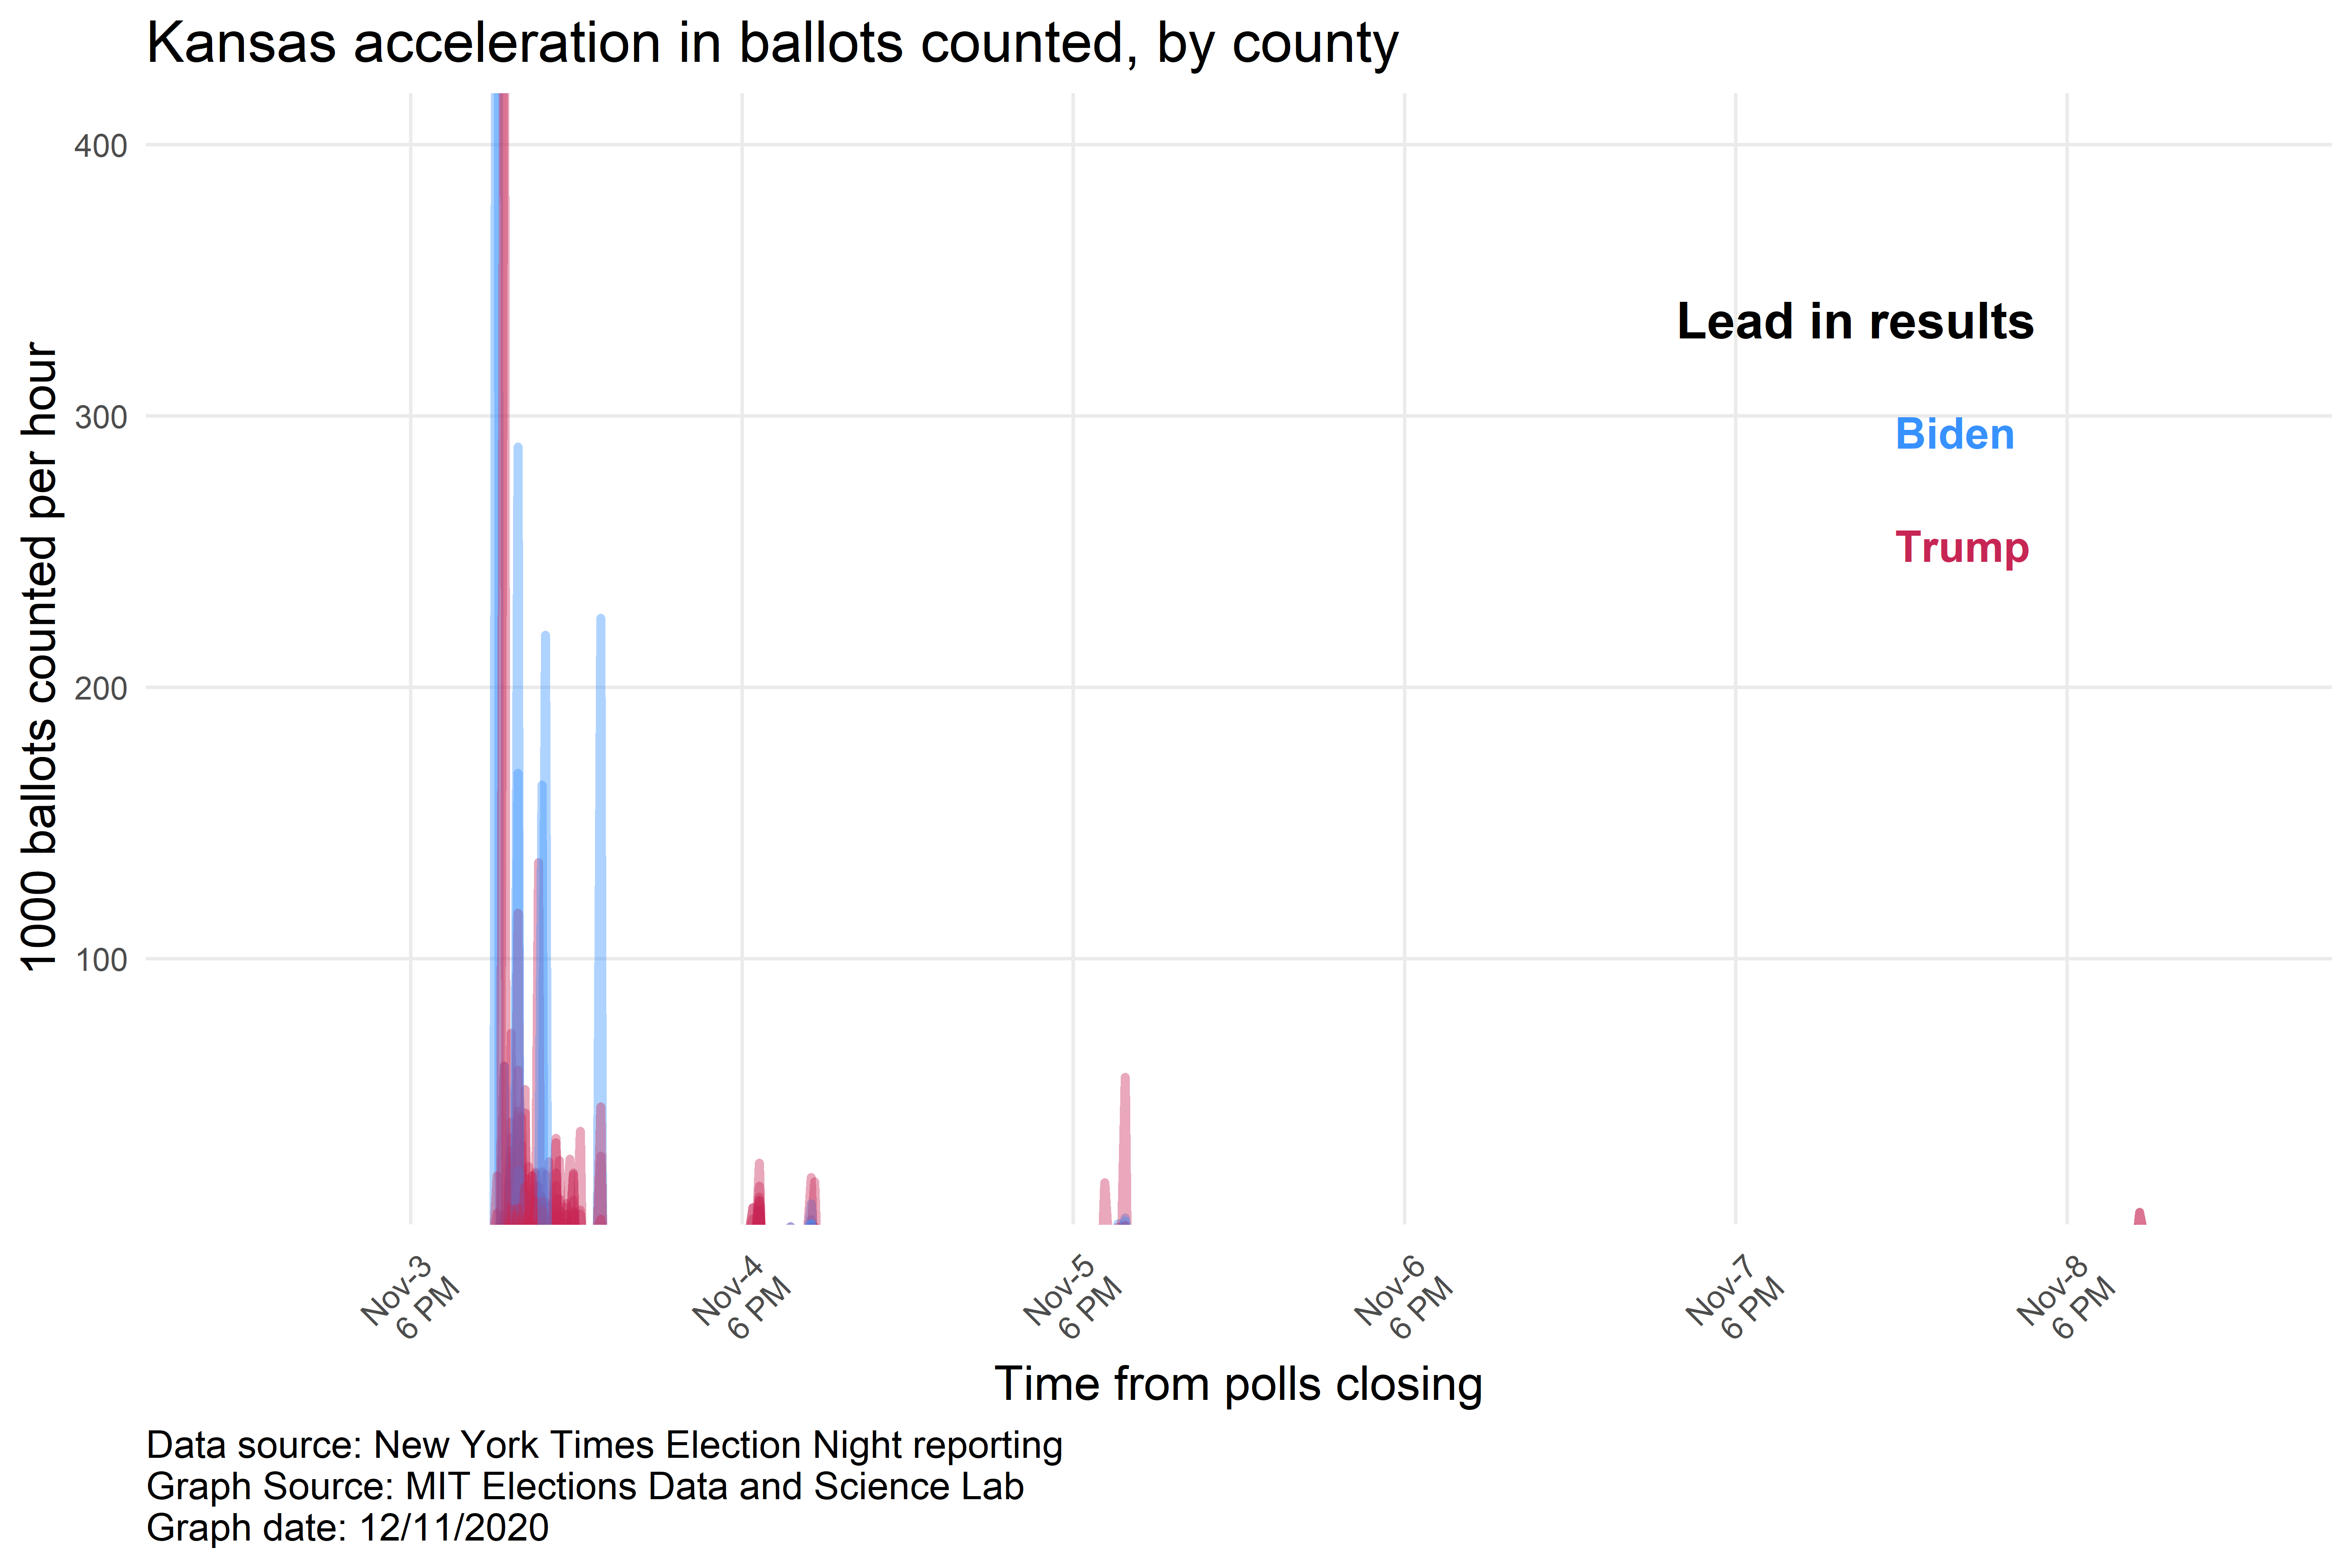 Kansas acceleration in ballots counted, by county
1000 ballots counted per hour
400
300
200
100
Lead in results
Biden
Trump
Nov-3
6 PM
Nov-4
6 PM
Nov-5
6 PM
Nov-6
6 PM
Nov-7
6 PM
Nov-8
6 PM
Time from polls closing
Data source: New York Times Election Night reporting
Graph Source: MIT Elections Data and Science Lab
Graph date: 12/11/2020